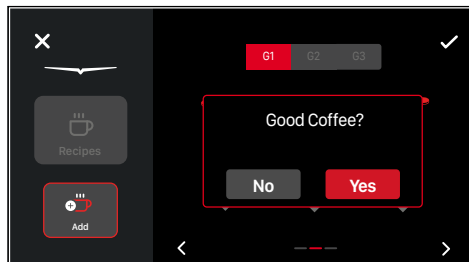 G1 G2 G3
Good Coffee?
Recipes
No Yes
Add